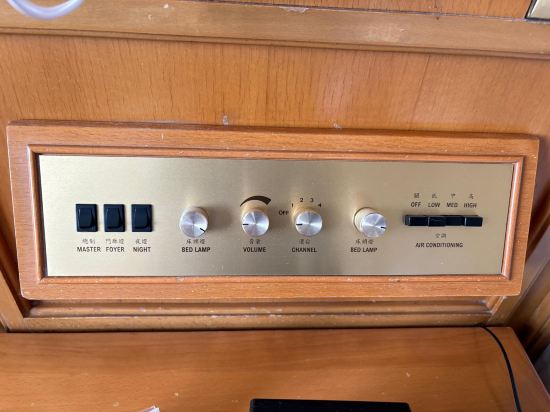 總制
MASTER
門廊燈
FOYER
夜燈
NIGHT
床頭燈
BED LAMP
音量
VOLUME
OFF 1 2 3 4
選台
CHANNEL
床頭燈
BED LAMP
關 低 中 高
OFF LOW MED HIGH
空調
AIR CONDITIONING